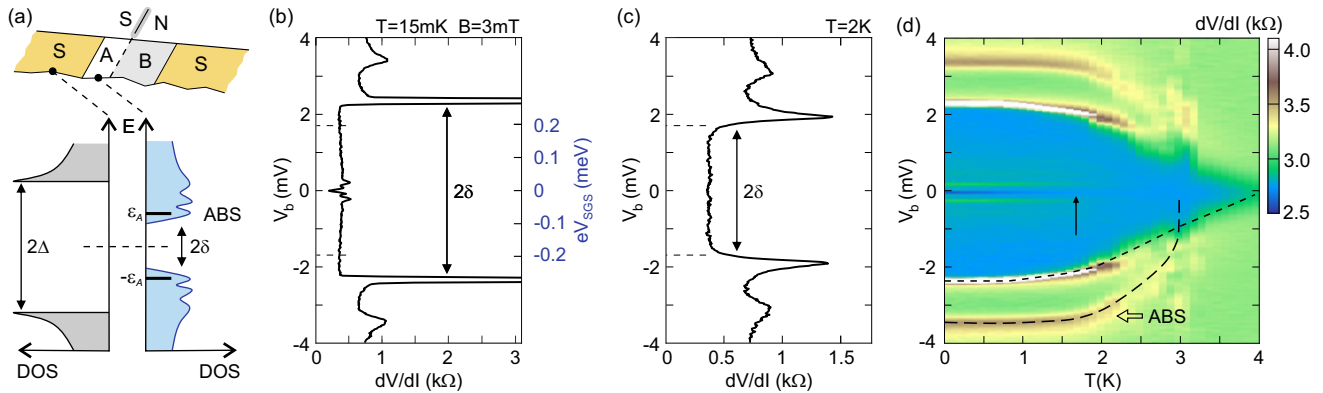 (a)
S
N
S
A
B
S
E
2Δ
ε_A
-ε_A
ABS
2δ
DOS
DOS
(b)
T=15mK B=3mT
4
2
0
-2
-4
V_b (mV)
2δ
0.2
0.1
0
-0.1
-0.2
eV_SGS (meV)
0 1 2 3
dV/dI (kΩ)
(c)
T=2K
4
2
0
-2
-4
V_b (mV)
2δ
0 0.5 1.0 1.5
dV/dI (kΩ)
(d)
dV/dI (kΩ)
4
2
0
-2
-4
V_b (mV)
ABS
0 1 2 3 4
T(K)
4.0
3.5
3.0
2.5